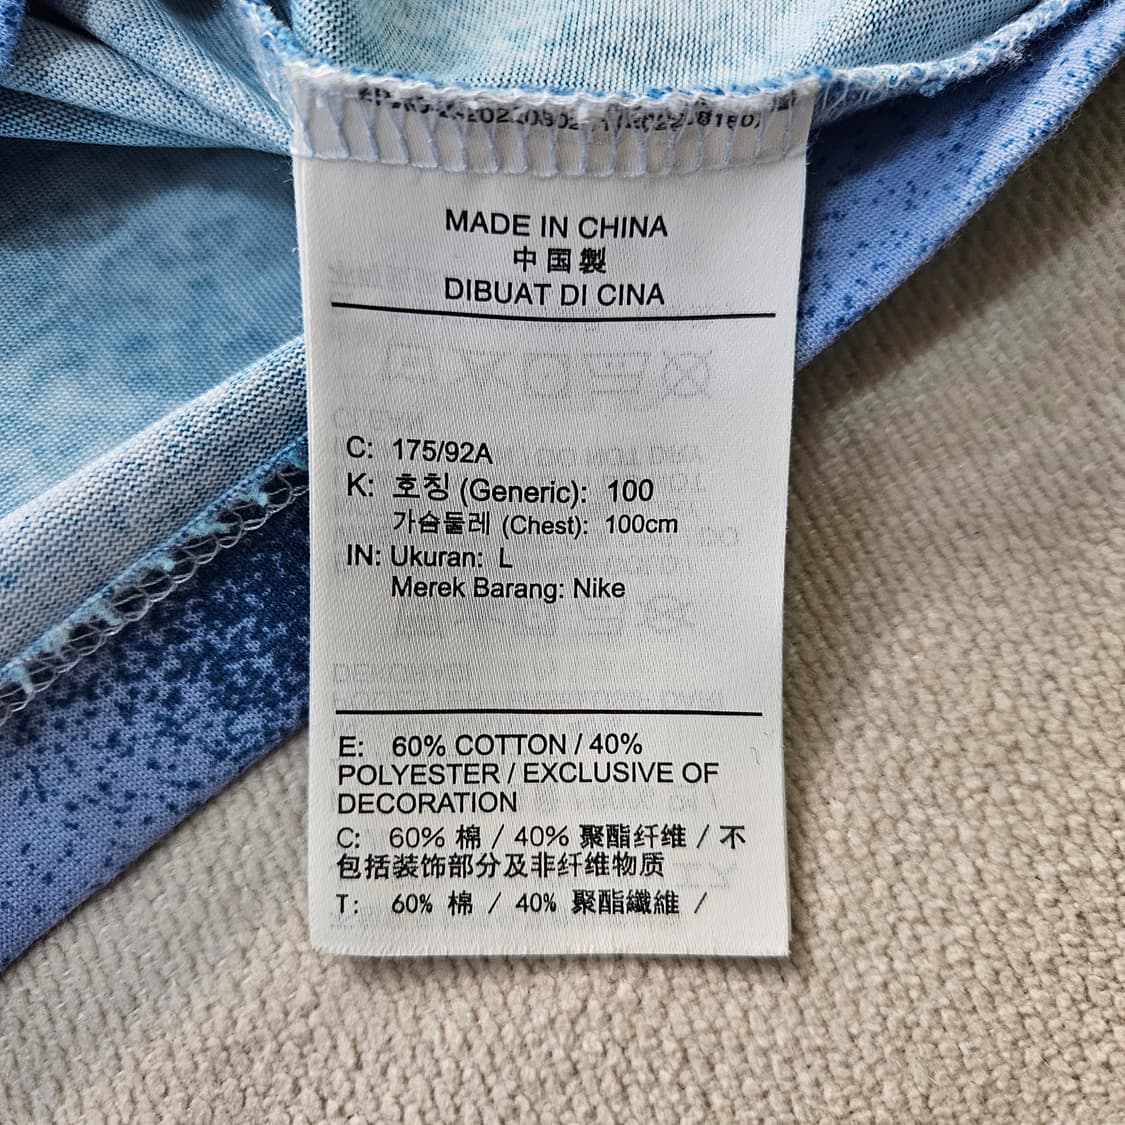 MADE IN CHINA
中国製
DIBUAT DI CINA
C: 175/92A
K: 호칭 (Generic): 100
가슴둘레 (Chest): 100cm
IN: Ukuran: L
Merek Barang: Nike
E: 60% COTTON / 40%
POLYESTER / EXCLUSIVE OF
DECORATION
C: 60% 棉 / 40% 聚酯纤维 / 不
包括装饰部分及非纤维物质
T: 60% 棉 / 40% 聚酯纖維 /